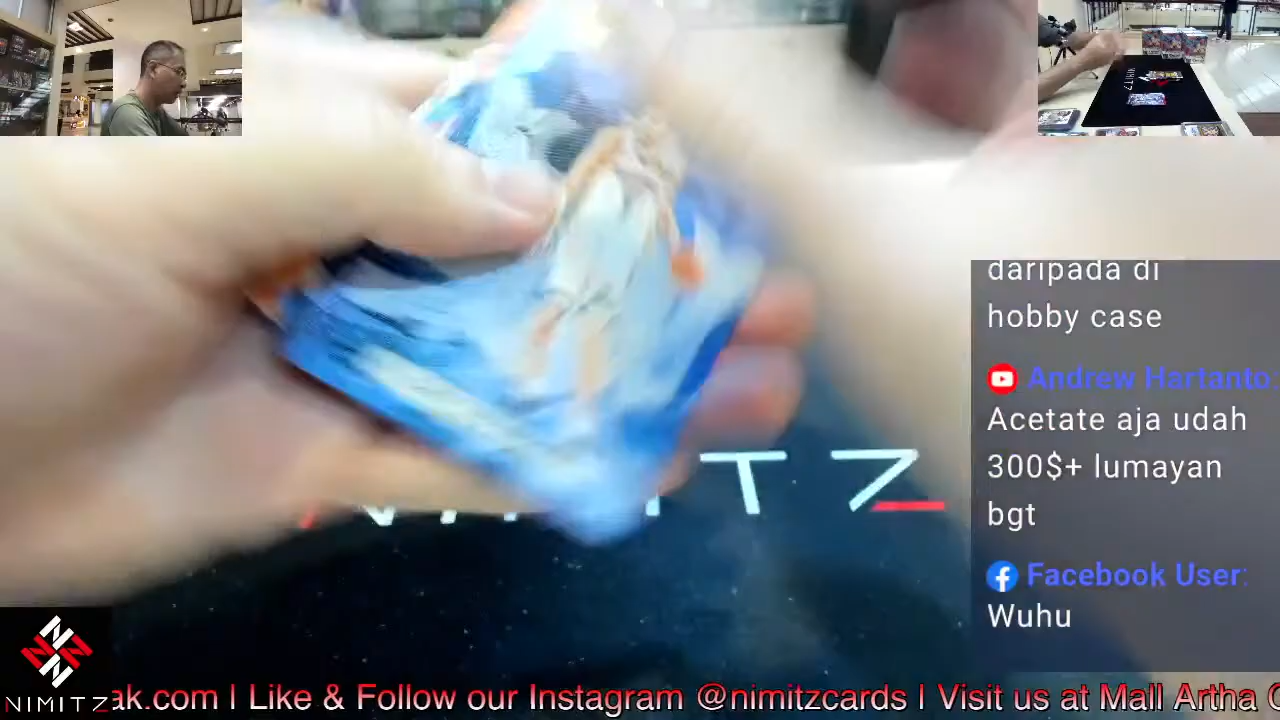 daripada di
hobby case
Andrew Hartanto:
Acetate aja udah
300$+ lumayan
bgt
Facebook User:
Wuhu
NIMITZ
ak.com | Like & Follow our Instagram @nimitzcards | Visit us at Mall Artha